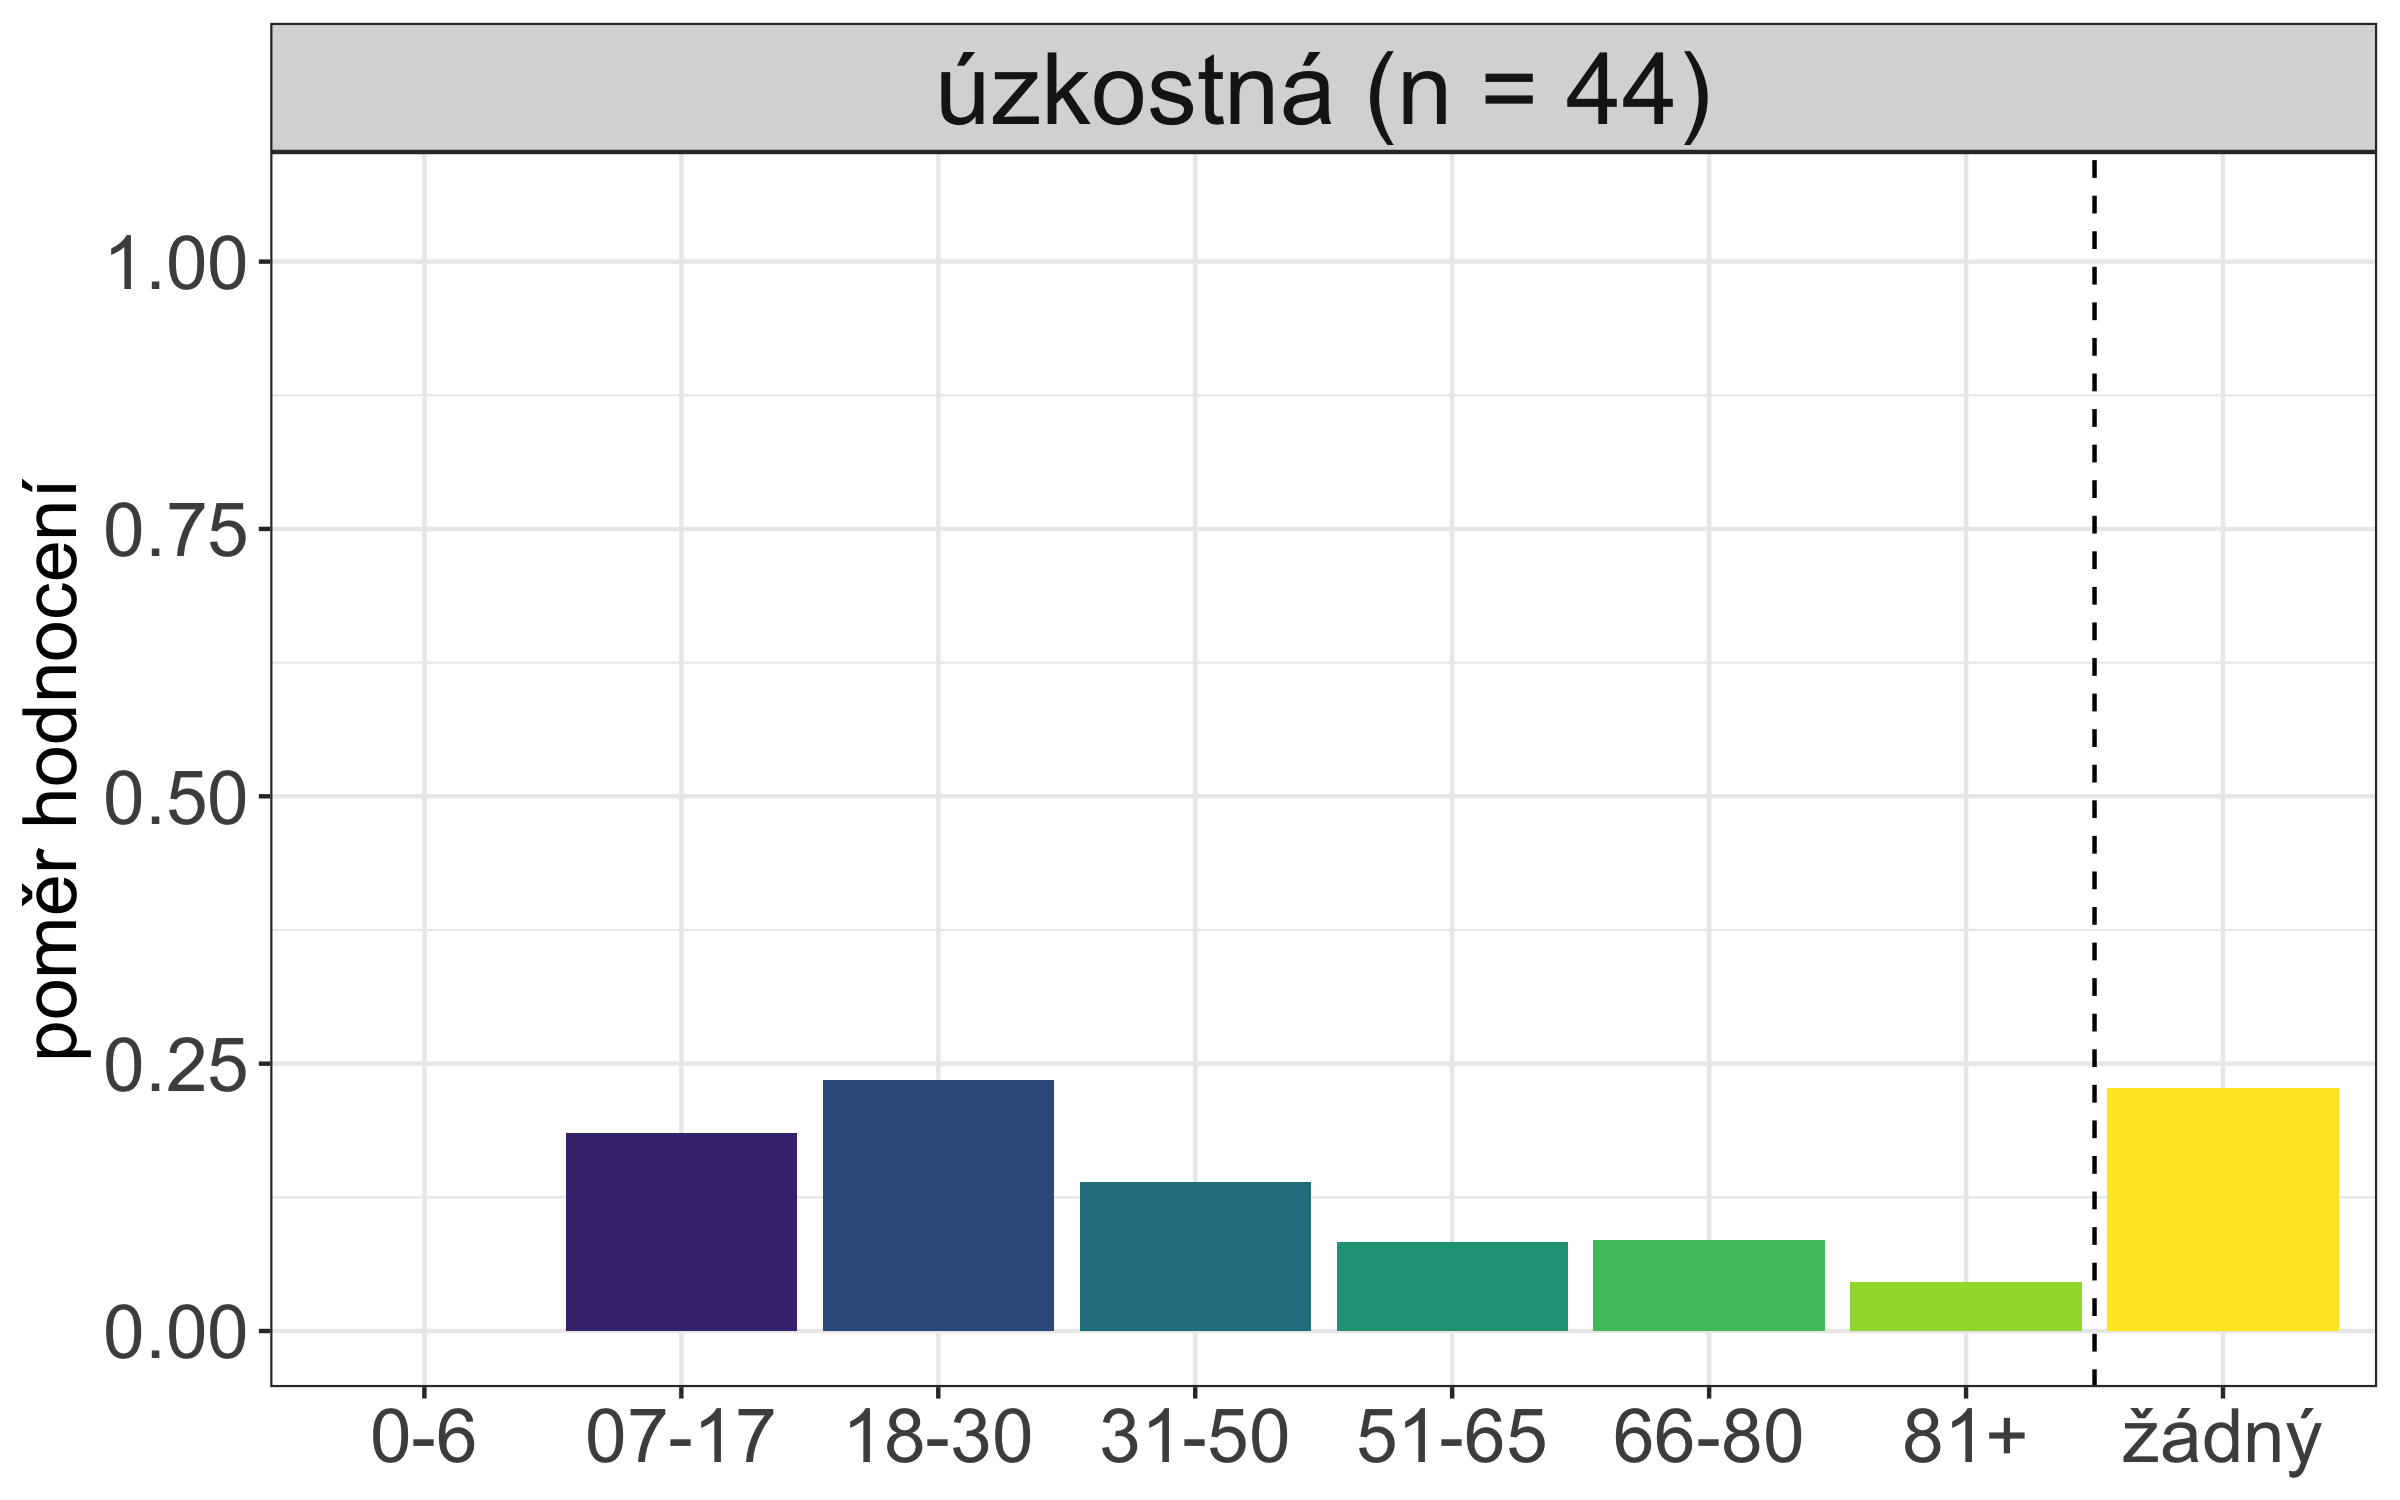 úzkostná (n = 44)
poměr hodnocení
1.00
0.75
0.50
0.25
0.00
0-6 07-17 18-30 31-50 51-65 66-80 81+ žádný